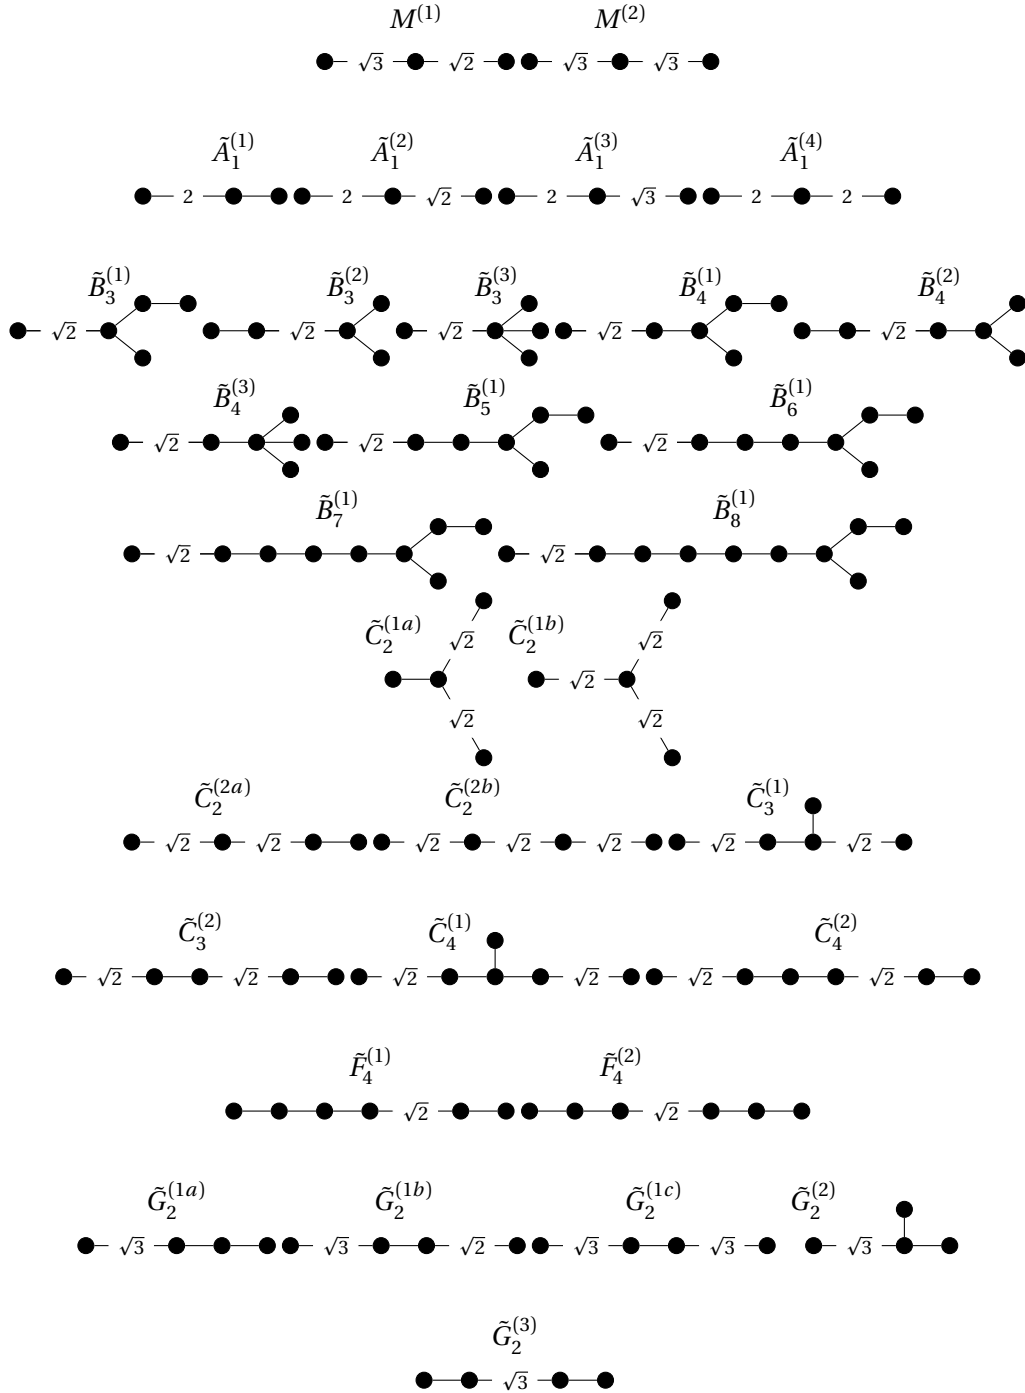 M^(1) M^(2)
√3 √2 √3 √3
Ã_1^(1) Ã_1^(2) Ã_1^(3) Ã_1^(4)
2 2 √2 2 √3 2 2
B̃_3^(1) B̃_3^(2) B̃_3^(3) B̃_4^(1) B̃_4^(2)
√2 √2 √2 √2 √2
B̃_4^(3) B̃_5^(1) B̃_6^(1)
√2 √2 √2
B̃_7^(1) B̃_8^(1)
√2 √2
C̃_2^(1a) C̃_2^(1b)
√2 √2
√2
√2 √2
C̃_2^(2a) C̃_2^(2b) C̃_3^(1)
√2 √2 √2 √2 √2 √2 √2
C̃_3^(2) C̃_4^(1) C̃_4^(2)
√2 √2 √2 √2 √2 √2
F̃_4^(1) F̃_4^(2)
√2 √2
G̃_2^(1a) G̃_2^(1b) G̃_2^(1c) G̃_2^(2)
√3 √3 √2 √3 √3 √3
G̃_2^(3)
√3